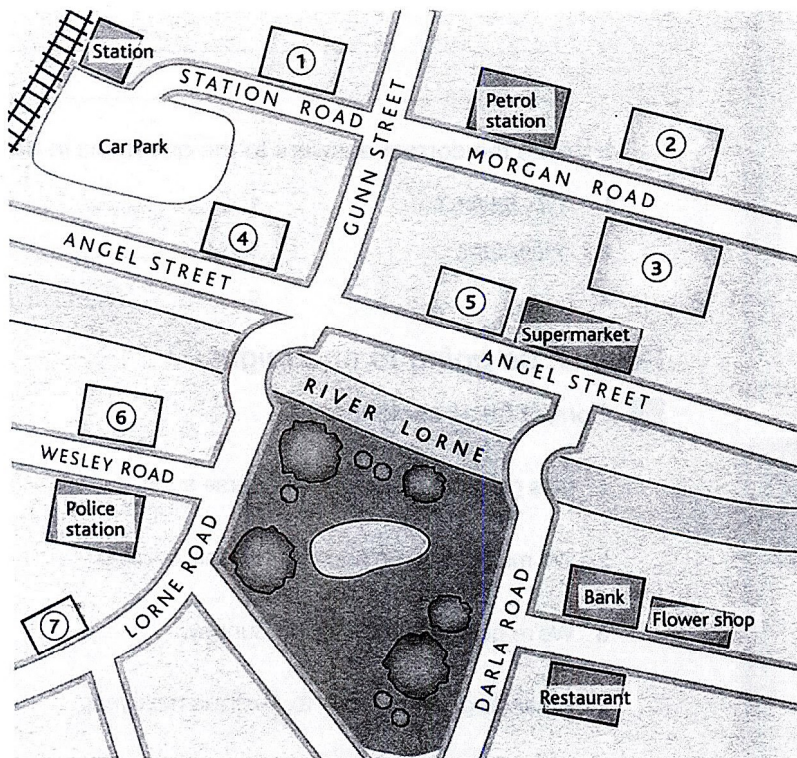 Station
①
STATION ROAD
GUNN STREET
Petrol
station
②
Car Park
MORGAN ROAD
④
ANGEL STREET
③
⑤
Supermarket
ANGEL STREET
RIVER LORNE
⑥
WESLEY ROAD
Police
station
LORNE ROAD
⑦
Bank
Flower shop
DARLA ROAD
Restaurant